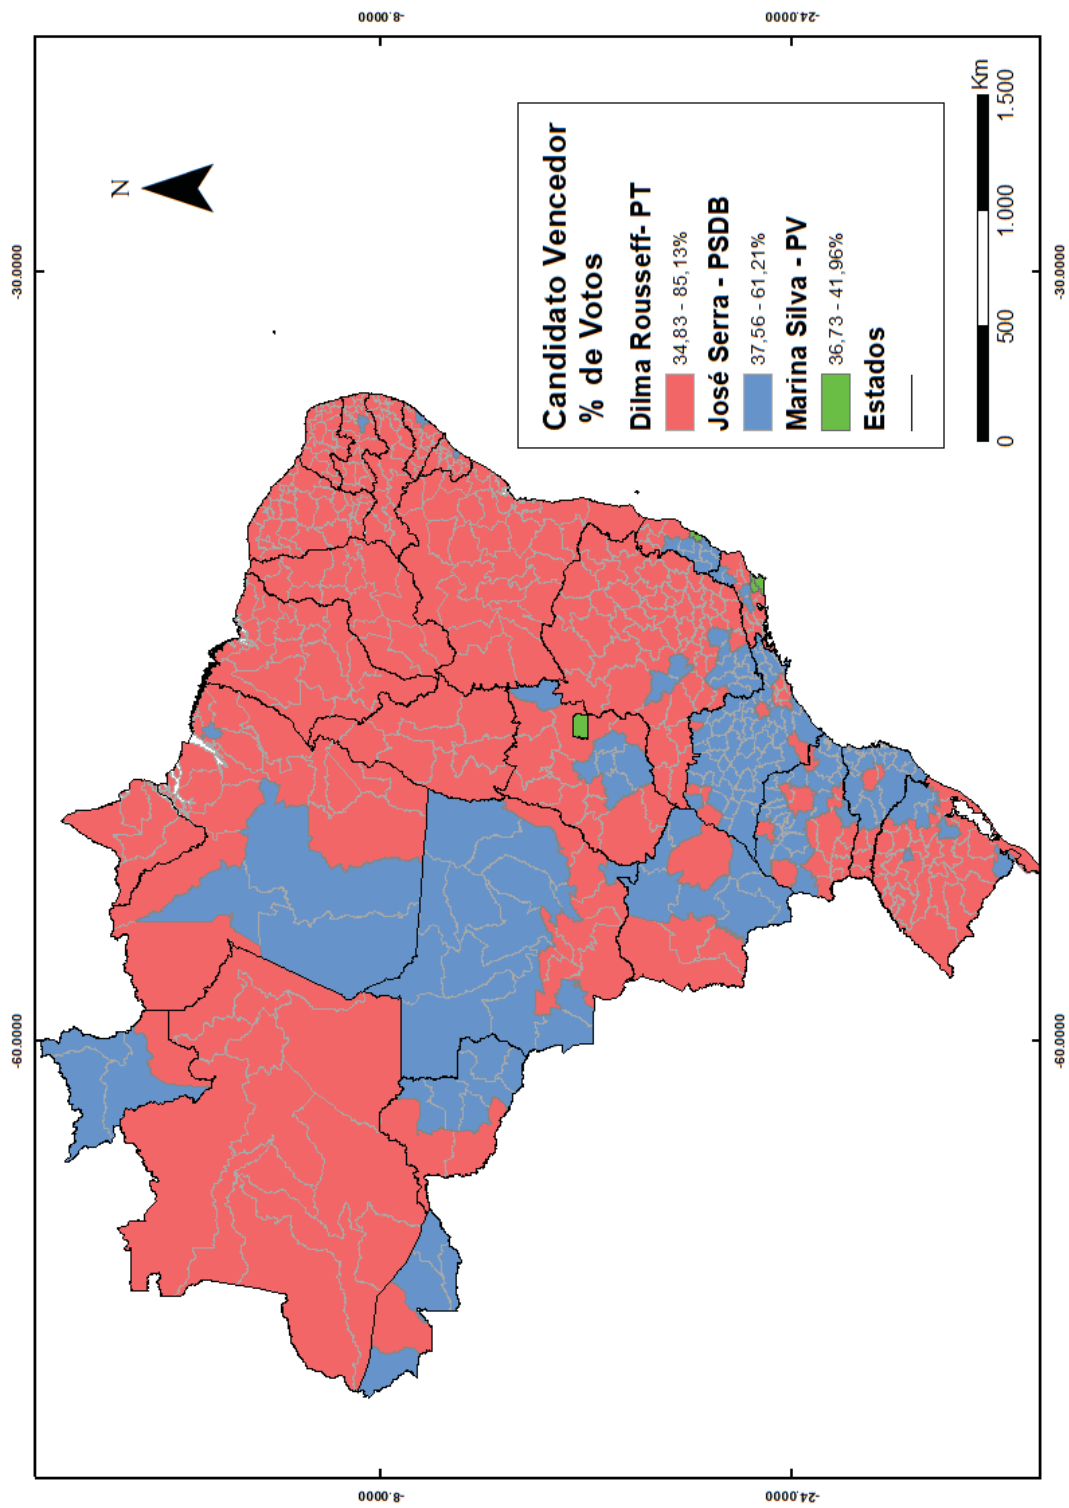 -60.0000
-30.0000
-8.0000
-24.0000
N
Candidato Vencedor
% de Votos
Dilma Rousseff- PT
34,83 - 85,13%
José Serra - PSDB
37,56 - 61,21%
Marina Silva - PV
36,73 - 41,96%
Estados
0 500 1.000 1.500
Km
-8.0000
-24.0000
-60.0000
-30.0000